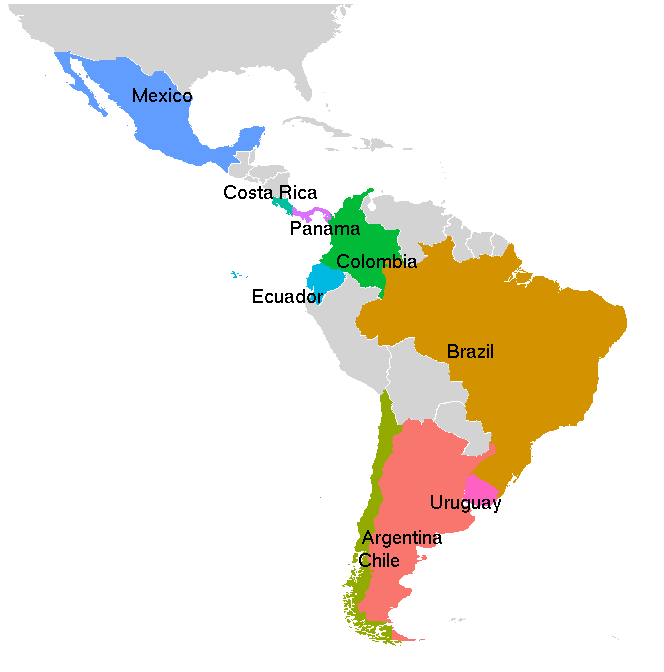 Mexico
Costa Rica
Panama
Colombia
Ecuador
Brazil
Uruguay
Argentina
Chile